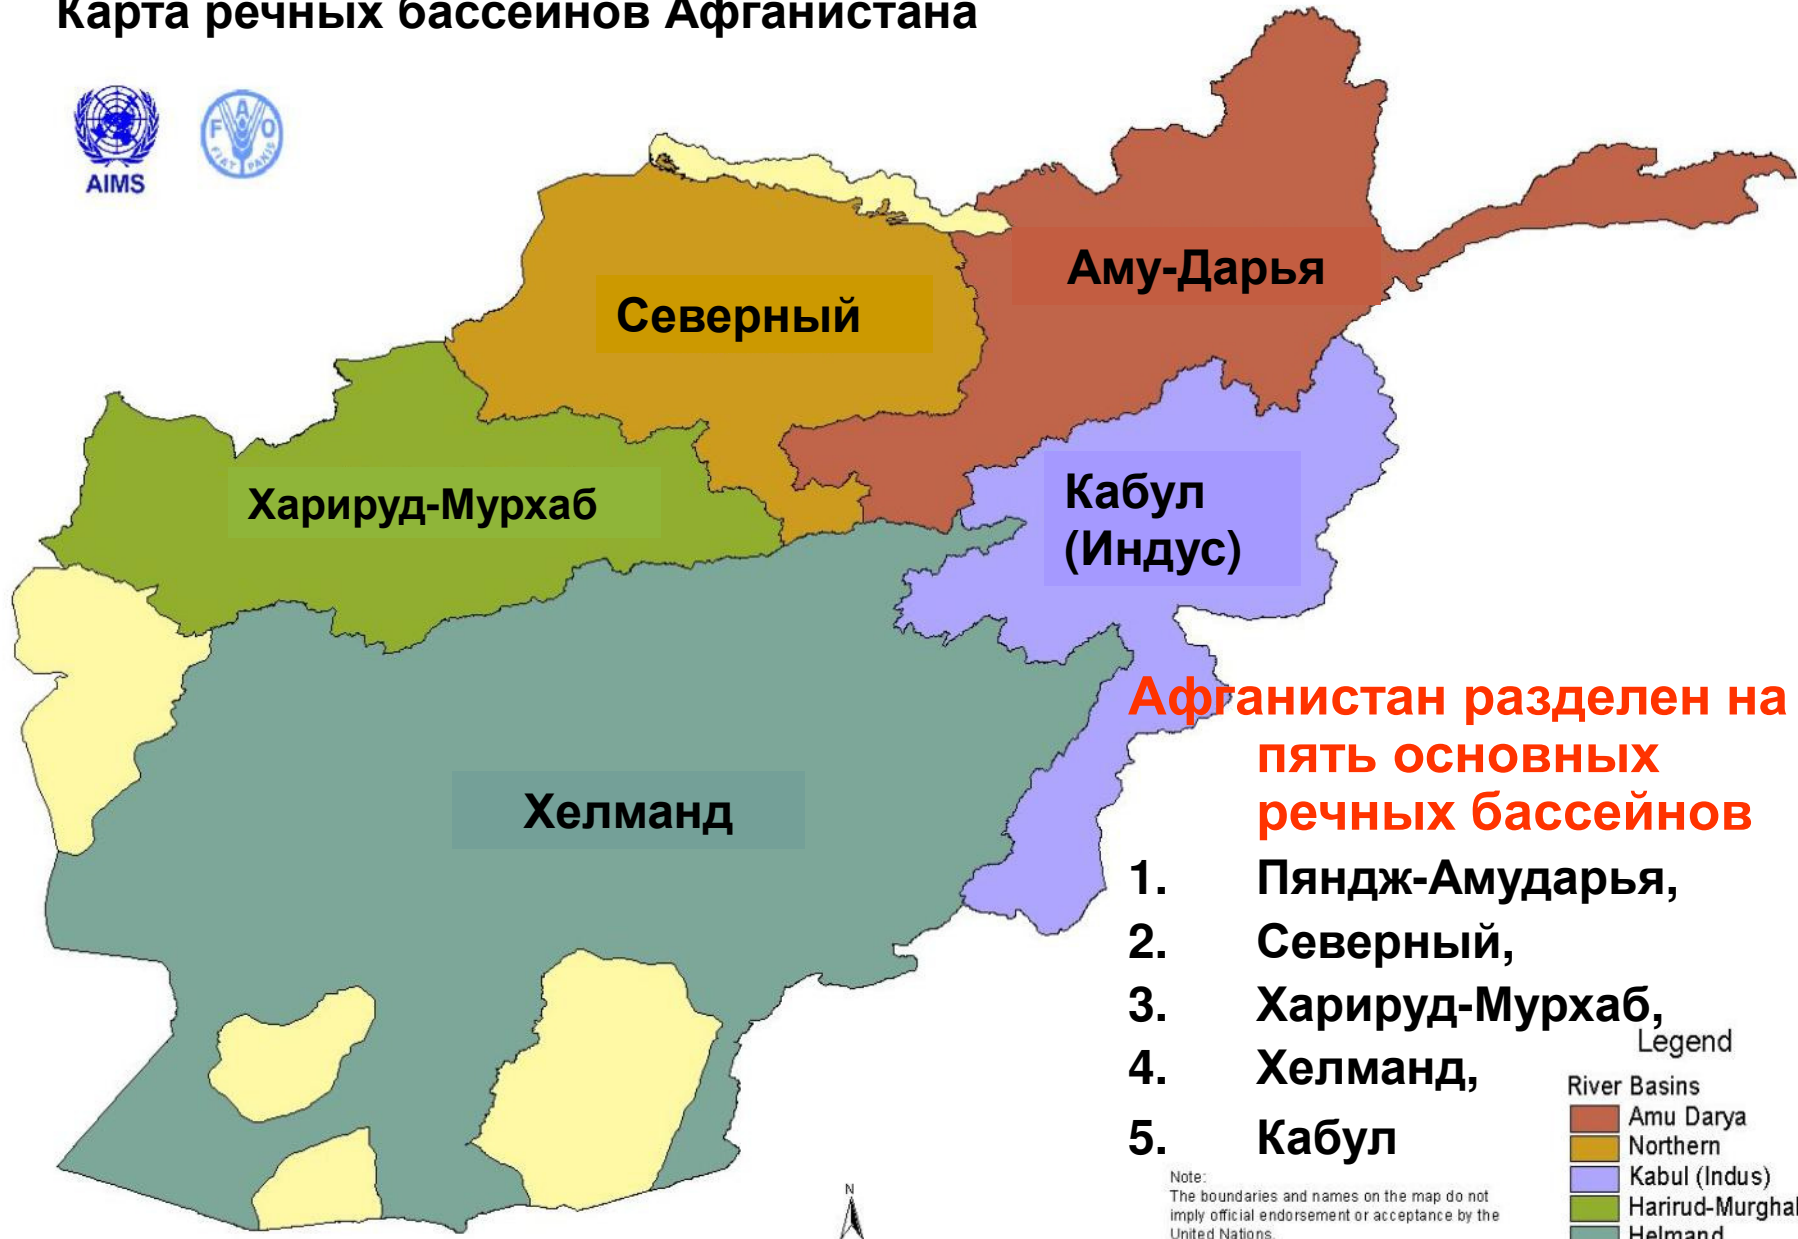 Карта речных бассейнов Афганистана
AIMS
FAO
FIAT PANIS
Аму-Дарья
Северный
Харируд-Мурхаб
Кабул
(Индус)
Хелманд
Афганистан разделен на
пять основных
речных бассейнов
1. Пяндж-Амударья,
2. Северный,
3. Харируд-Мурхаб,
4. Хелманд,
5. Кабул
Legend
River Basins
Amu Darya
Northern
Kabul (Indus)
Harirud-Murghab
Helmand
Note:
The boundaries and names on the map do not
imply official endorsement or acceptance by the
United Nations.
N